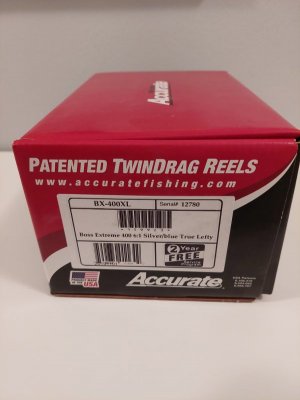 Accurate
PATENTED TWINDRAG REELS
www.accuratefishing.com
BX-400XL Serial# 12780
Boss Extreme 400 6:1 Silver/blue True Lefty
2 Year
FREE
MADE IN THE
USA
Accurate